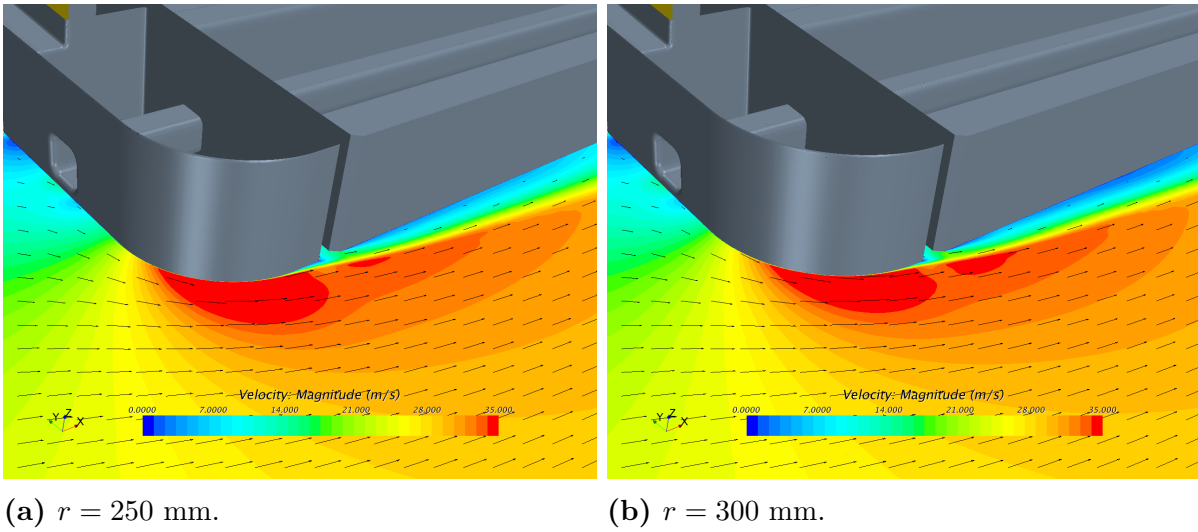 Velocity: Magnitude (m/s)
0.0000 7.0000 14.000 21.000 28.000 35.000
Y Z X
(a) r = 250 mm.
Velocity: Magnitude (m/s)
0.0000 7.0000 14.000 21.000 28.000 35.000
Y Z X
(b) r = 300 mm.